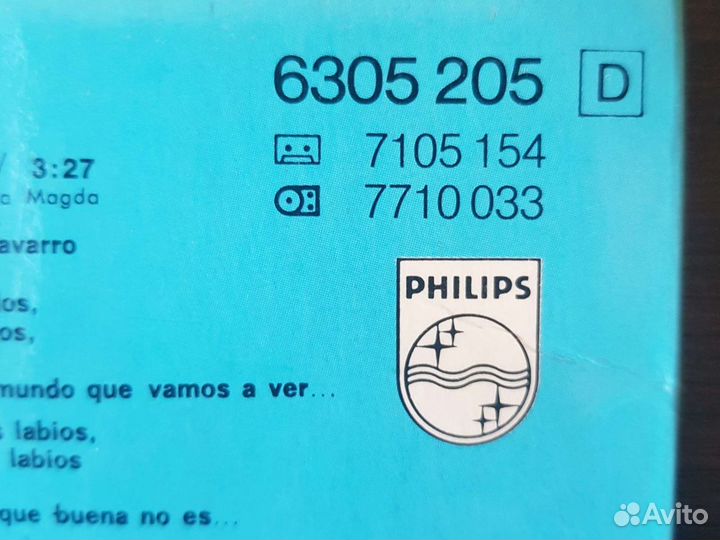 6305 205 D
7105 154
/ 3:27
Magda
7710 033
avarro
PHILIPS
ios,
os,
mundo que vamos a ver...
s labios,
labios
que buena no es...
Avito